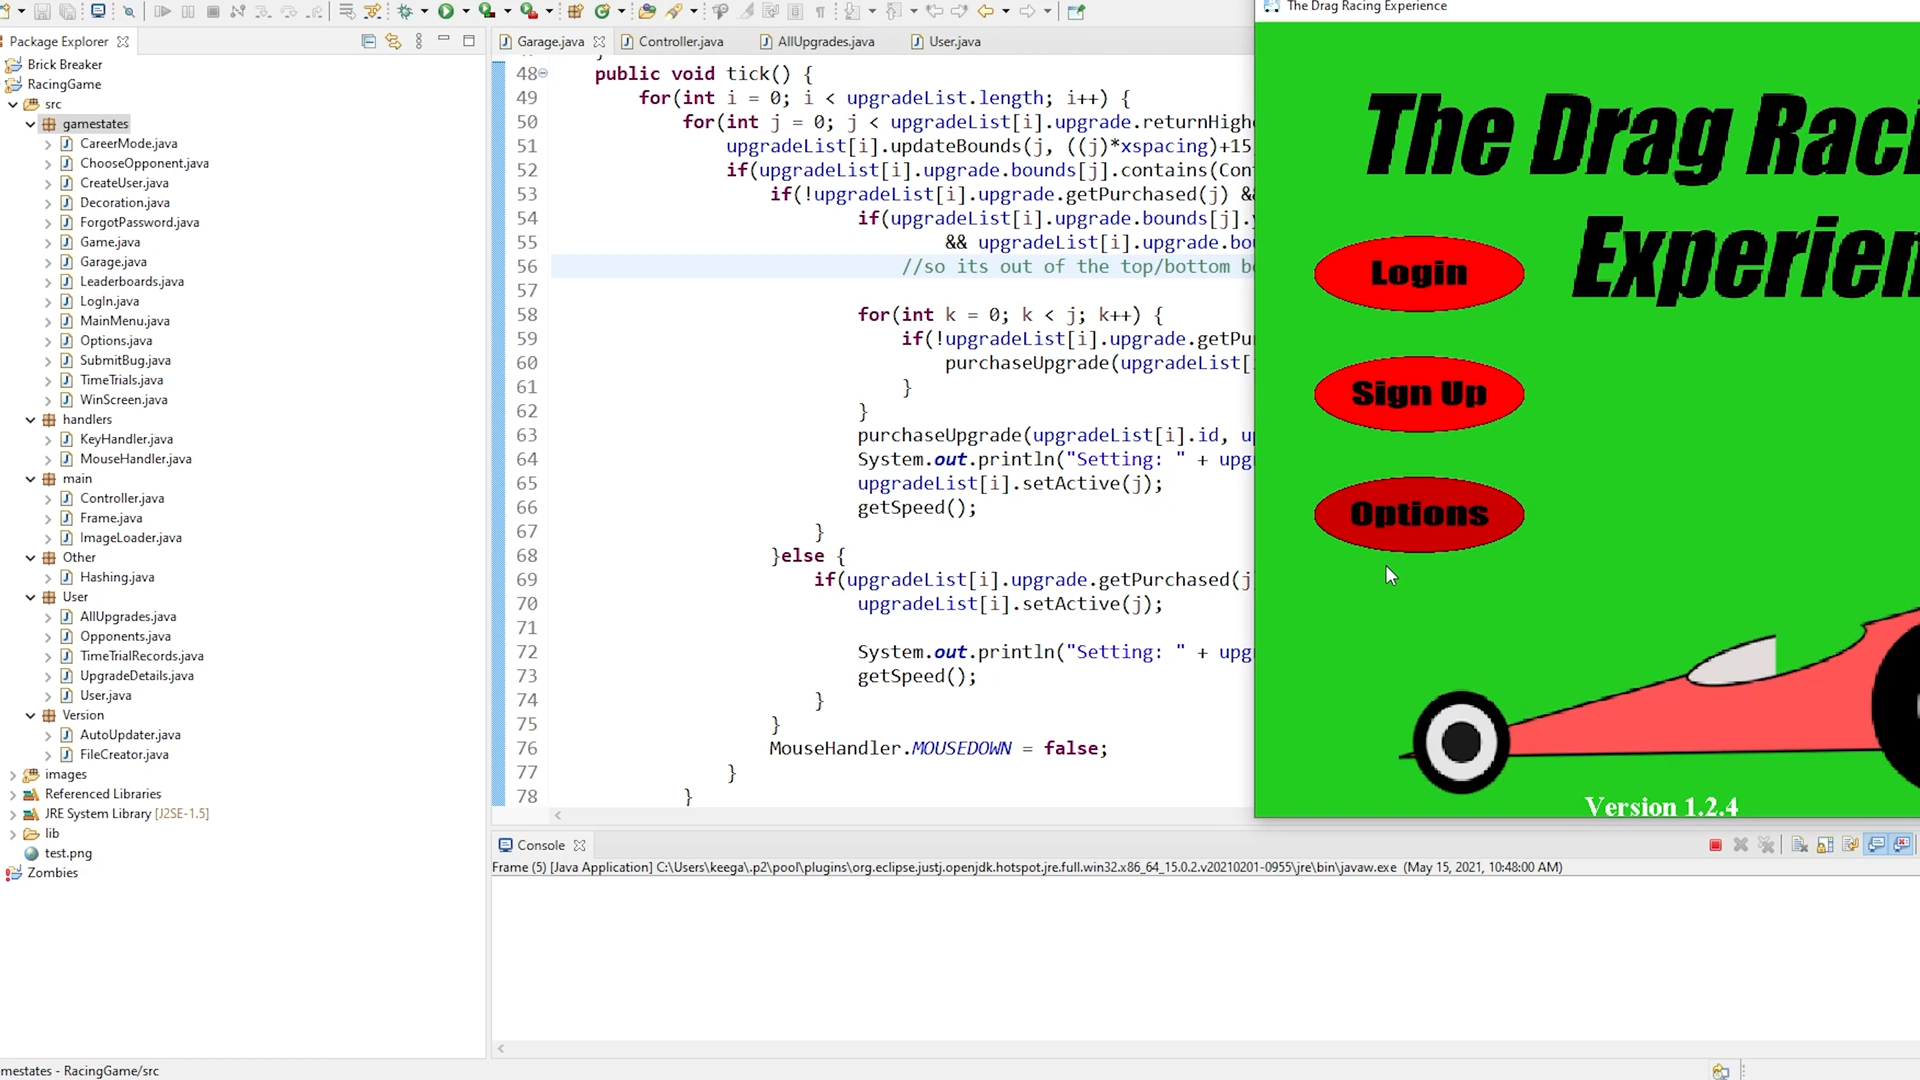 The Drag Racing Experience
Package Explorer
Garage.java
Controller.java
AllUpgrades.java
User.java
Brick Breaker
RacingGame
src
gamestates
CareerMode.java
ChooseOpponent.java
CreateUser.java
Decoration.java
ForgotPassword.java
Game.java
Garage.java
Leaderboards.java
LogIn.java
MainMenu.java
Options.java
SubmitBug.java
TimeTrials.java
WinScreen.java
handlers
KeyHandler.java
MouseHandler.java
main
Controller.java
Frame.java
ImageLoader.java
Other
Hashing.java
User
AllUpgrades.java
Opponents.java
TimeTrialRecords.java
UpgradeDetails.java
User.java
Version
AutoUpdater.java
FileCreator.java
images
Referenced Libraries
JRE System Library [J2SE-1.5]
lib
test.png
Zombies
48 public void tick() {
49 for(int i = 0; i < upgradeList.length; i++) {
50 for(int j = 0; j < upgradeList[i].upgrade.returnHighe
51 upgradeList[i].updateBounds(j, ((j)*xspacing)+15
52 if(upgradeList[i].upgrade.bounds[j].contains(Con
53 if(!upgradeList[i].upgrade.getPurchased(j) &&
54 if(upgradeList[i].upgrade.bounds[j].
55 && upgradeList[i].upgrade.bou
56 //so its out of the top/bottom b
57
58 for(int k = 0; k < j; k++) {
59 if(!upgradeList[i].upgrade.getPu
60 purchaseUpgrade(upgradeList[
61 }
62 }
63 purchaseUpgrade(upgradeList[i].id, u
64 System.out.println("Setting: " + upg
65 upgradeList[i].setActive(j);
66 getSpeed();
67 }
68 }else {
69 if(upgradeList[i].upgrade.getPurchased(j
70 upgradeList[i].setActive(j);
71
72 System.out.println("Setting: " + upg
73 getSpeed();
74 }
75 }
76 MouseHandler.MOUSEDOWN = false;
77 }
78 }
The Drag Raci
Experien
Login
Sign Up
Options
Version 1.2.4
Console
Frame (5) [Java Application] C:\Users\keega\.p2\pool\plugins\org.eclipse.justj.openjdk.hotspot.jre.full.win32.x86_64_15.0.2.v20210201-0955\jre\bin\javaw.exe (May 15, 2021, 10:48:00 AM)
mestates - RacingGame/src